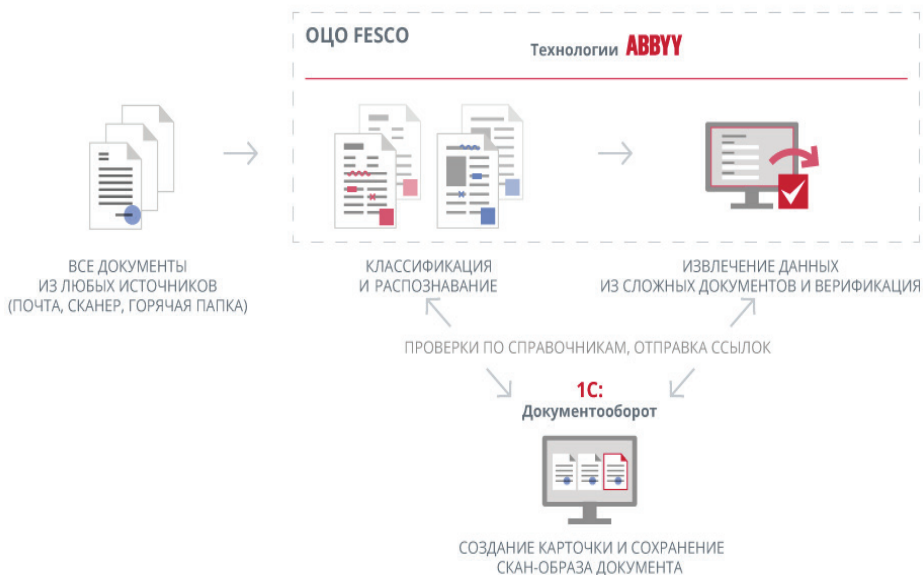 ОЦО FESCO
Технологии ABBYY
ВСЕ ДОКУМЕНТЫ
ИЗ ЛЮБЫХ ИСТОЧНИКОВ
(ПОЧТА, СКАНЕР, ГОРЯЧАЯ ПАПКА)
КЛАССИФИКАЦИЯ
И РАСПОЗНАВАНИЕ
ИЗВЛЕЧЕНИЕ ДАННЫХ
ИЗ СЛОЖНЫХ ДОКУМЕНТОВ И ВЕРИФИКАЦИЯ
ПРОВЕРКИ ПО СПРАВОЧНИКАМ, ОТПРАВКА ССЫЛОК
1С:
Документооборот
СОЗДАНИЕ КАРТОЧКИ И СОХРАНЕНИЕ
СКАН-ОБРАЗА ДОКУМЕНТА